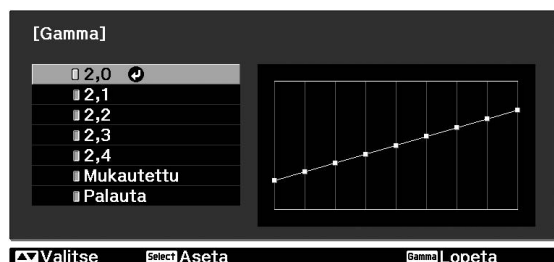 [Gamma]
2,0
2,1
2,2
2,3
2,4
Mukautettu
Palauta
Valitse Select Aseta Gamma Lopeta